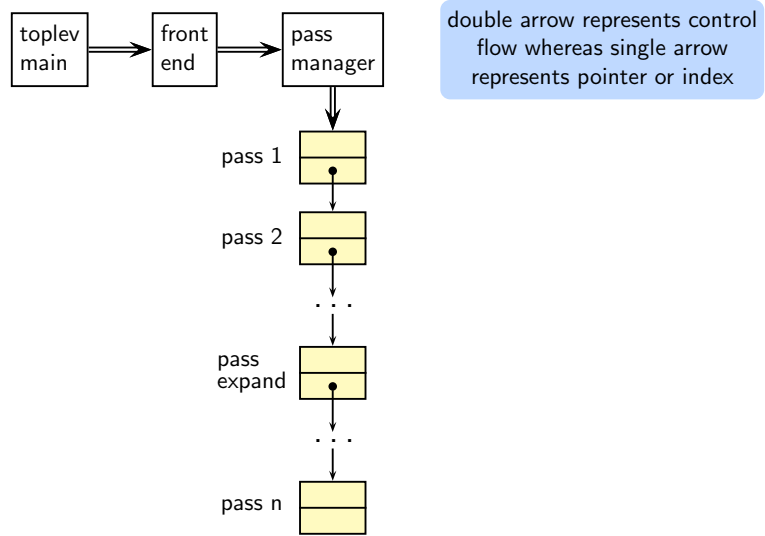 toplev
main
front
end
pass
manager
double arrow represents control
flow whereas single arrow
represents pointer or index
pass 1
pass 2
. . .
pass
expand
. . .
pass n